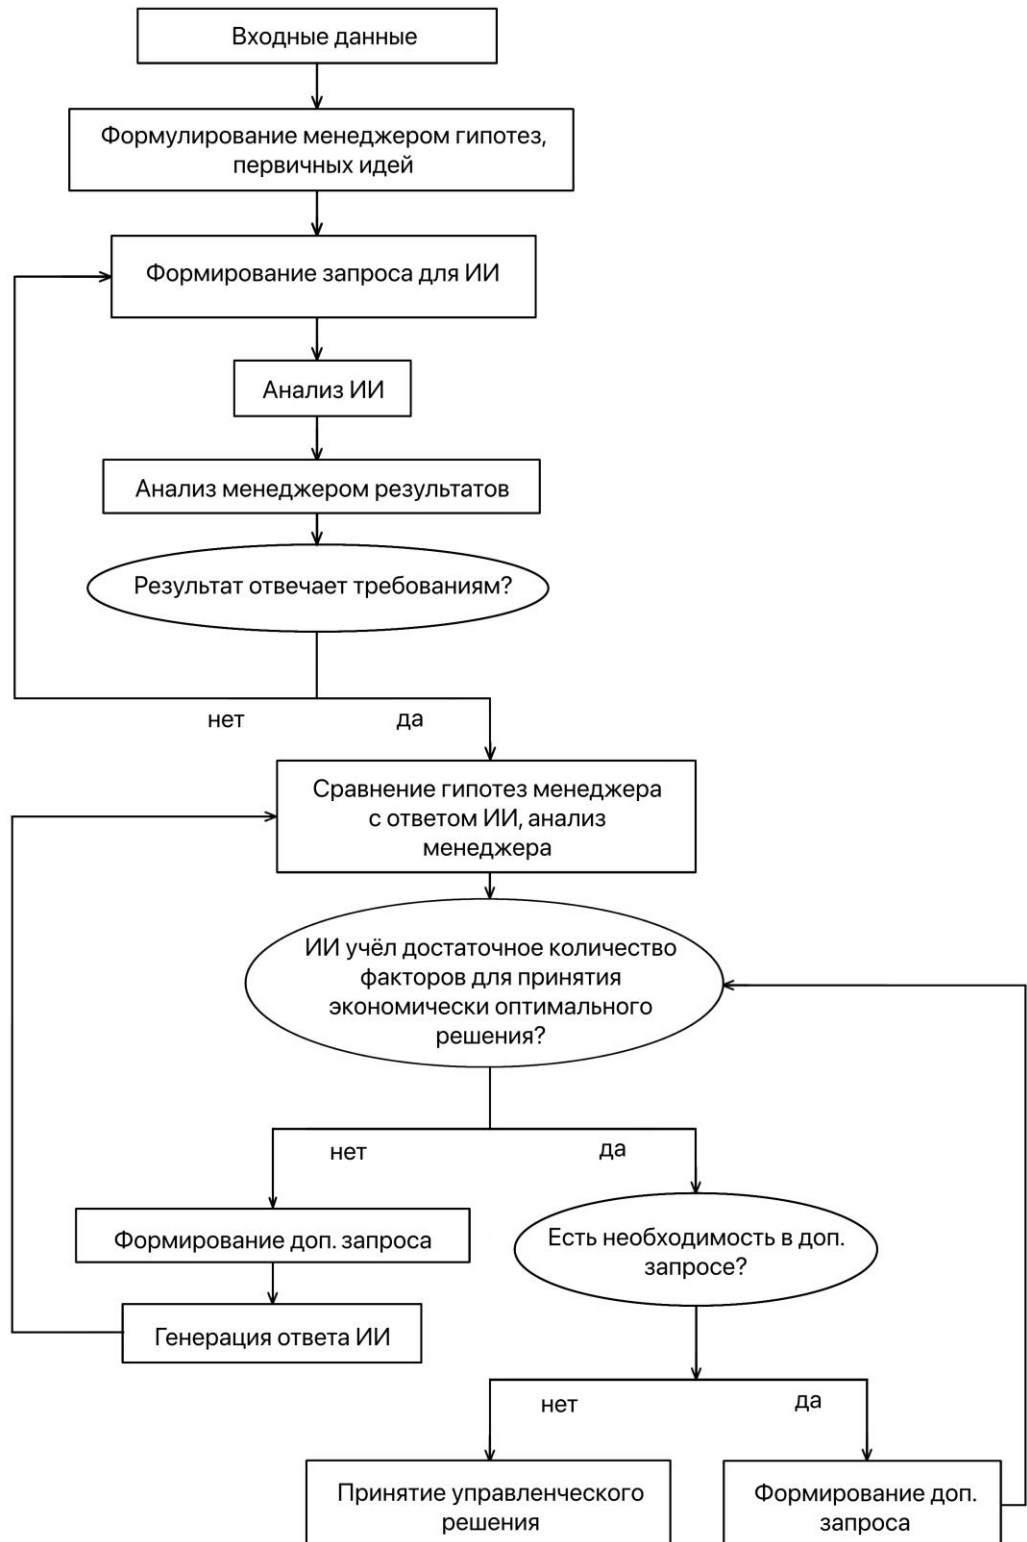 Входные данные
Формулирование менеджером гипотез,
первичных идей
Формирование запроса для ИИ
Анализ ИИ
Анализ менеджером результатов
Результат отвечает требованиям?
нет
да
Сравнение гипотез менеджера
с ответом ИИ, анализ
менеджера
ИИ учёл достаточное количество
факторов для принятия
экономически оптимального
решения?
нет
да
Формирование доп. запроса
Есть необходимость в доп.
запросе?
Генерация ответа ИИ
нет
да
Принятие управленческого
решения
Формирование доп.
запроса